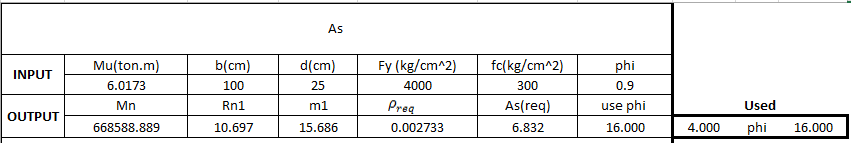 As
INPUT Mu(ton.m) b(cm) d(cm) Fy (kg/cm^2) fc(kg/cm^2) phi
6.0173 100 25 4000 300 0.9
OUTPUT Mn Rn1 m1 ρreq As(req) use phi Used
668588.889 10.697 15.686 0.002733 6.832 16.000 4.000 phi 16.000